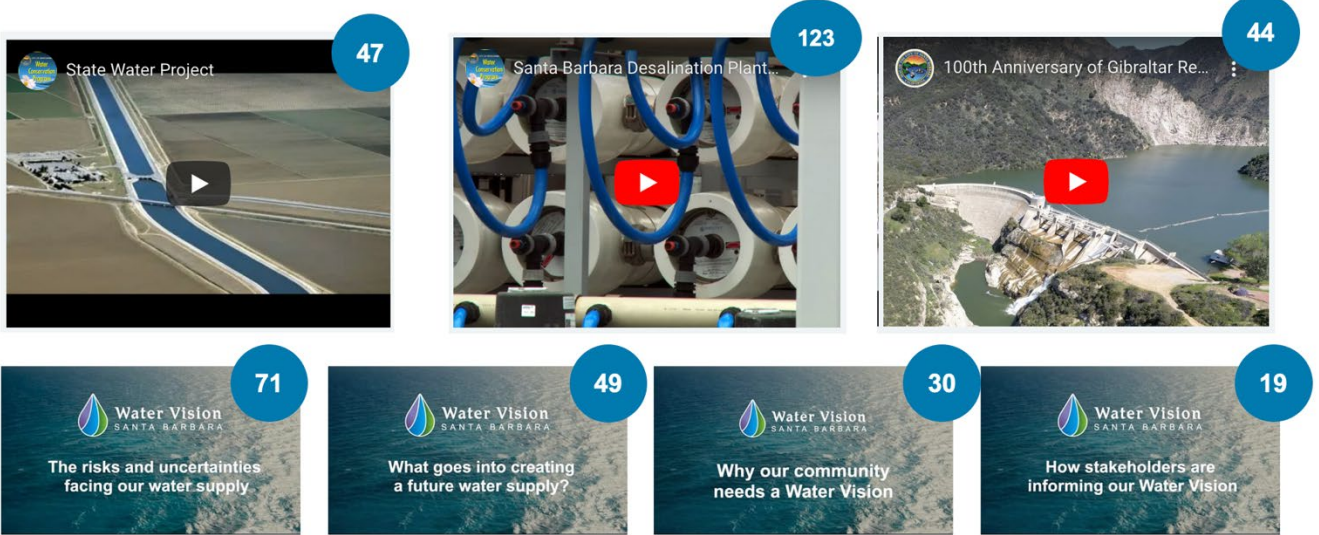 47
State Water Project
123
Santa Barbara Desalination Plant...
44
100th Anniversary of Gibraltar Re...
71
Water Vision
SANTA BARBARA
The risks and uncertainties
facing our water supply
49
Water Vision
SANTA BARBARA
What goes into creating
a future water supply?
30
Water Vision
SANTA BARBARA
Why our community
needs a Water Vision
19
Water Vision
SANTA BARBARA
How stakeholders are
informing our Water Vision